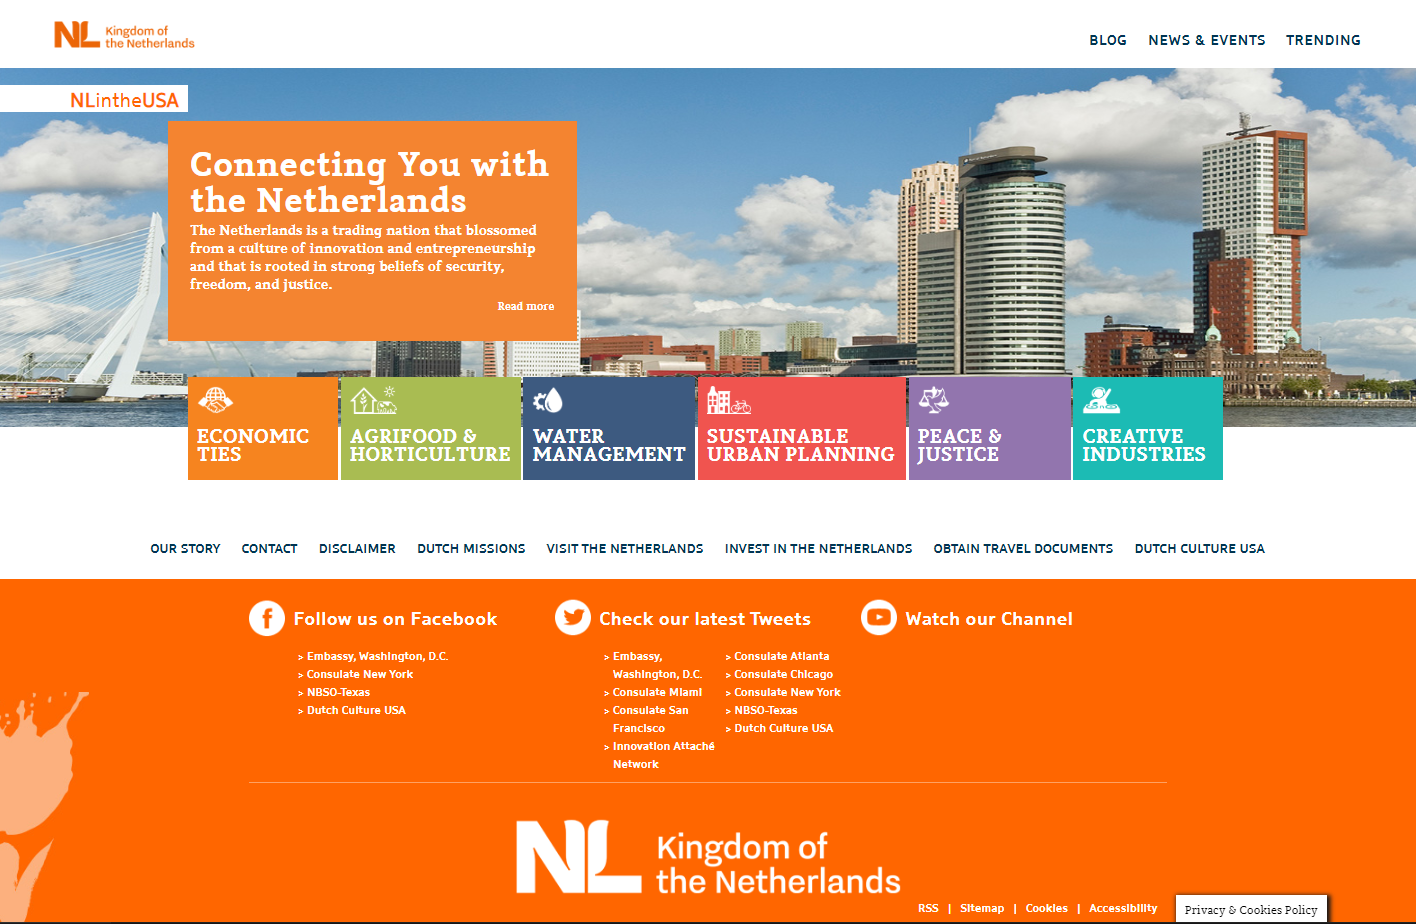 NL Kingdom of
the Netherlands
BLOG NEWS & EVENTS TRENDING
NLintheUSA
Connecting You with
the Netherlands
The Netherlands is a trading nation that blossomed
from a culture of innovation and entrepreneurship
and that is rooted in strong beliefs of security,
freedom, and justice.
Read more
ECONOMIC
TIES
AGRIFOOD &
HORTICULTURE
WATER
MANAGEMENT
SUSTAINABLE
URBAN PLANNING
PEACE &
JUSTICE
CREATIVE
INDUSTRIES
OUR STORY CONTACT DISCLAIMER DUTCH MISSIONS VISIT THE NETHERLANDS INVEST IN THE NETHERLANDS OBTAIN TRAVEL DOCUMENTS DUTCH CULTURE USA
Follow us on Facebook
> Embassy, Washington, D.C.
> Consulate New York
> NBSO-Texas
> Dutch Culture USA
Check our latest Tweets
> Embassy,
Washington, D.C.
> Consulate Miami
> Consulate San
Francisco
> Innovation Attaché
Network
> Consulate Atlanta
> Consulate Chicago
> Consulate New York
> NBSO-Texas
> Dutch Culture USA
Watch our Channel
NL Kingdom of
the Netherlands
RSS | Sitemap | Cookies | Accessibility
Privacy & Cookies Policy